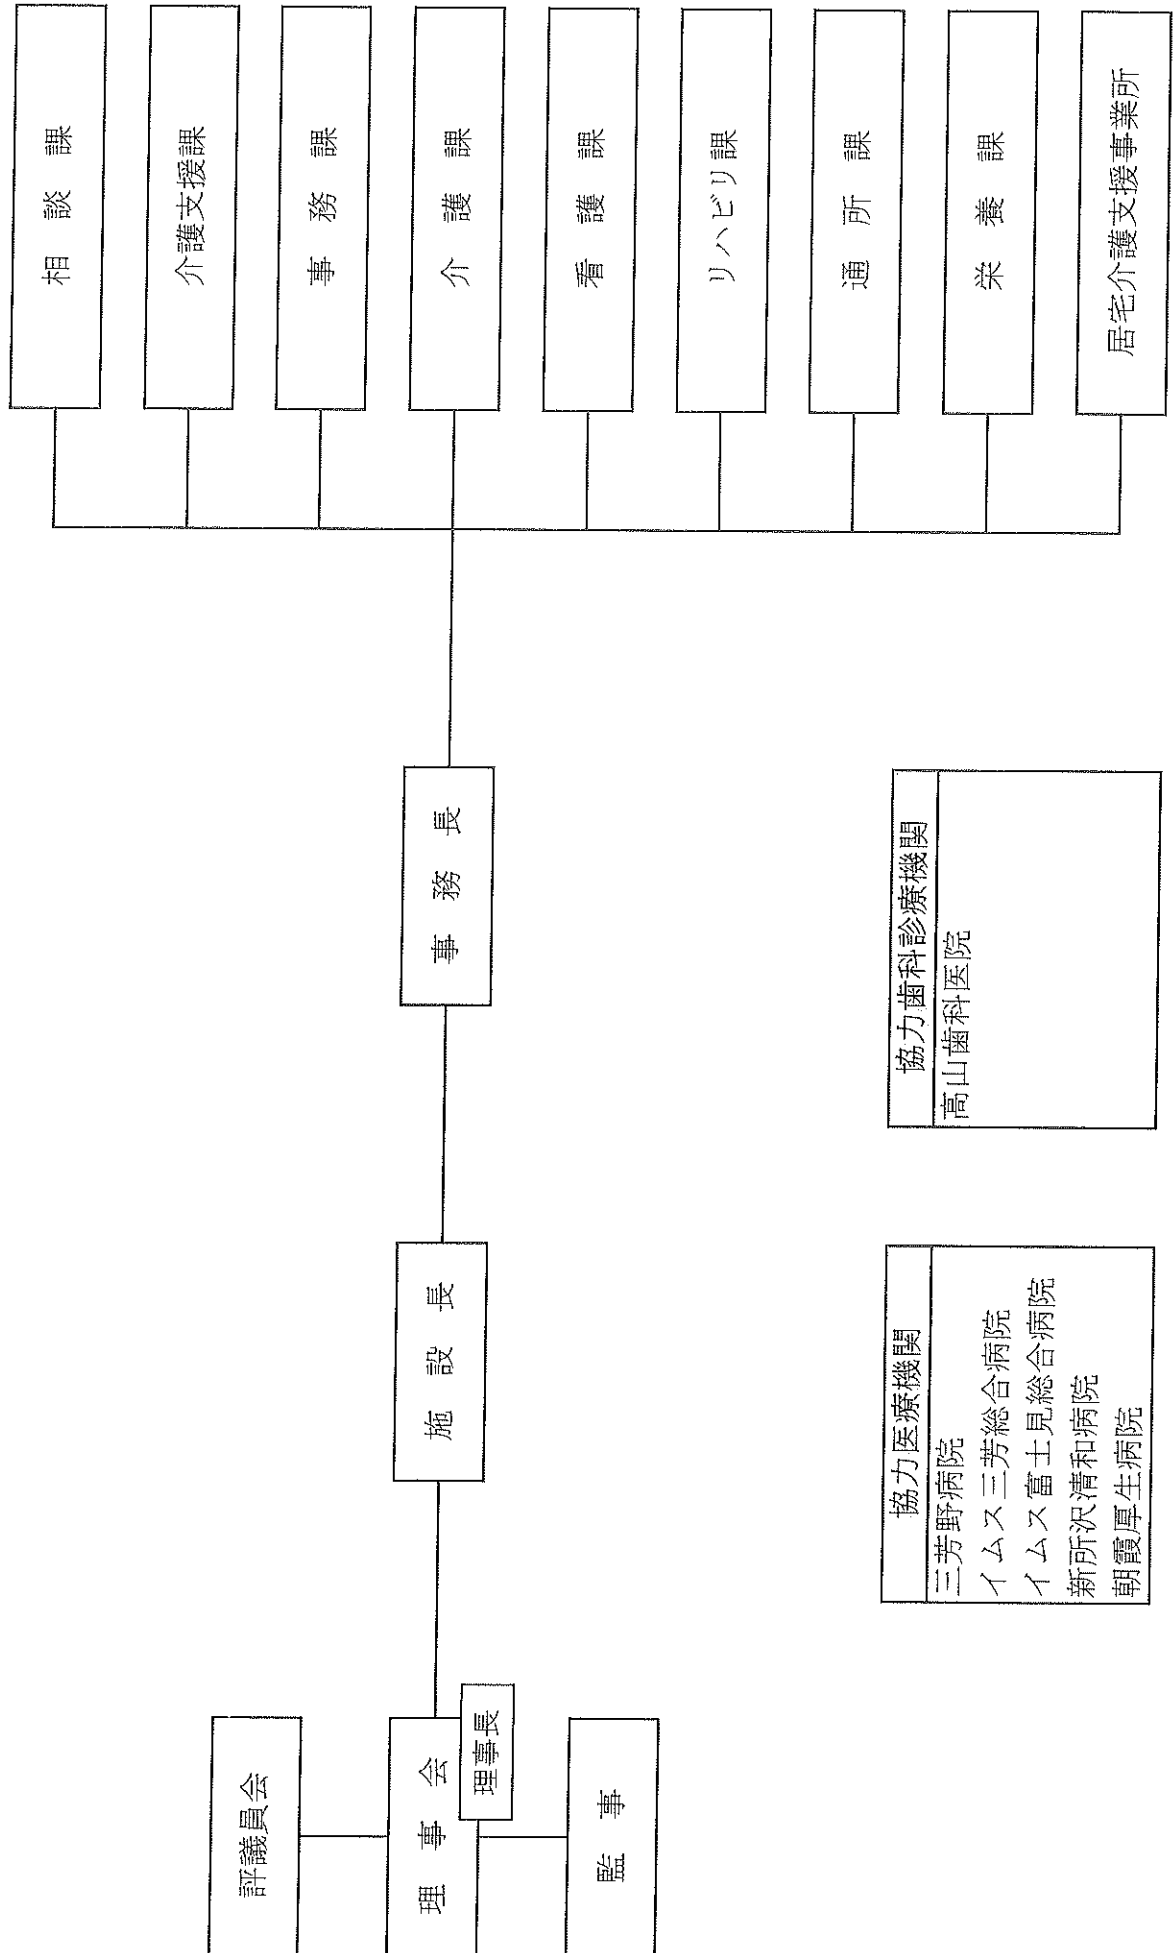 評議員会
理事会
理事長
監事
施設長
事務長
相談課
介護支援課
事務課
介護課
看護課
リハビリ課
通所課
栄養課
居宅介護支援事業所
協力医療機関
三芳野病院
イムス三芳総合病院
イムス富士見総合病院
新所沢清和病院
朝霞厚生病院
協力歯科診療機関
高山歯科医院